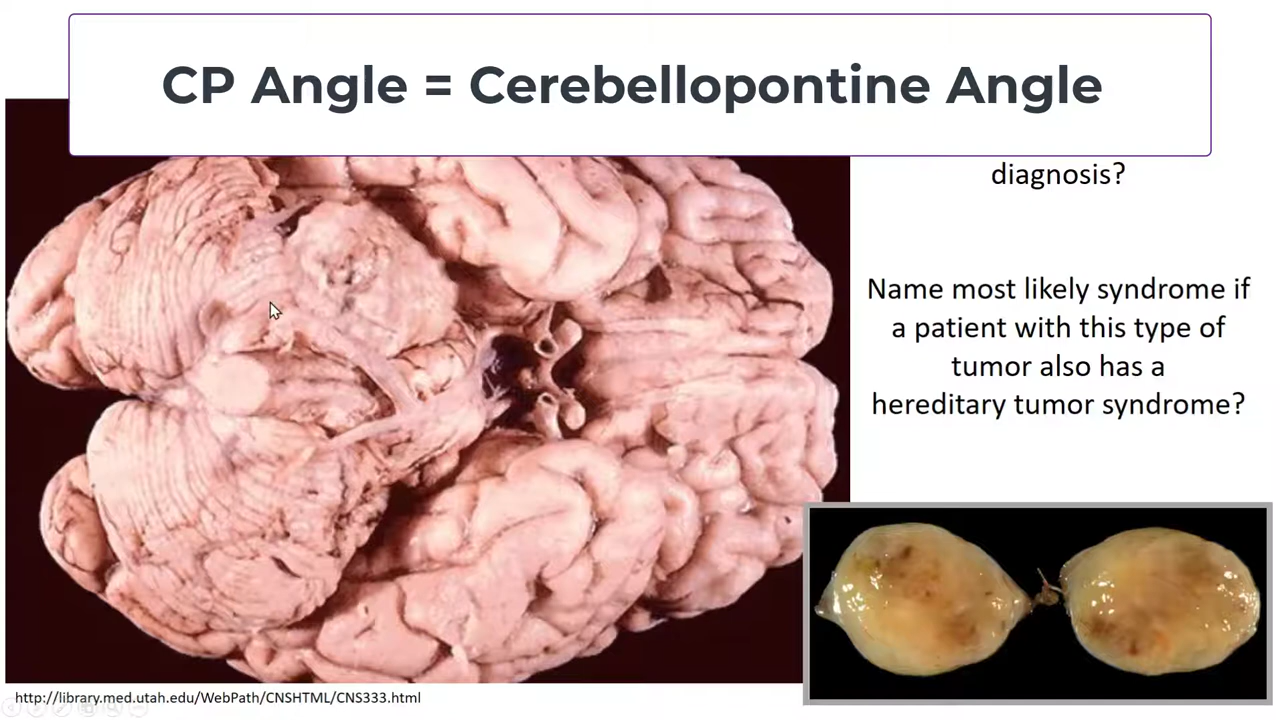 CP Angle = Cerebellopontine Angle
diagnosis?
Name most likely syndrome if
a patient with this type of
tumor also has a
hereditary tumor syndrome?
http://library.med.utah.edu/WebPath/CNSHTML/CNS333.html